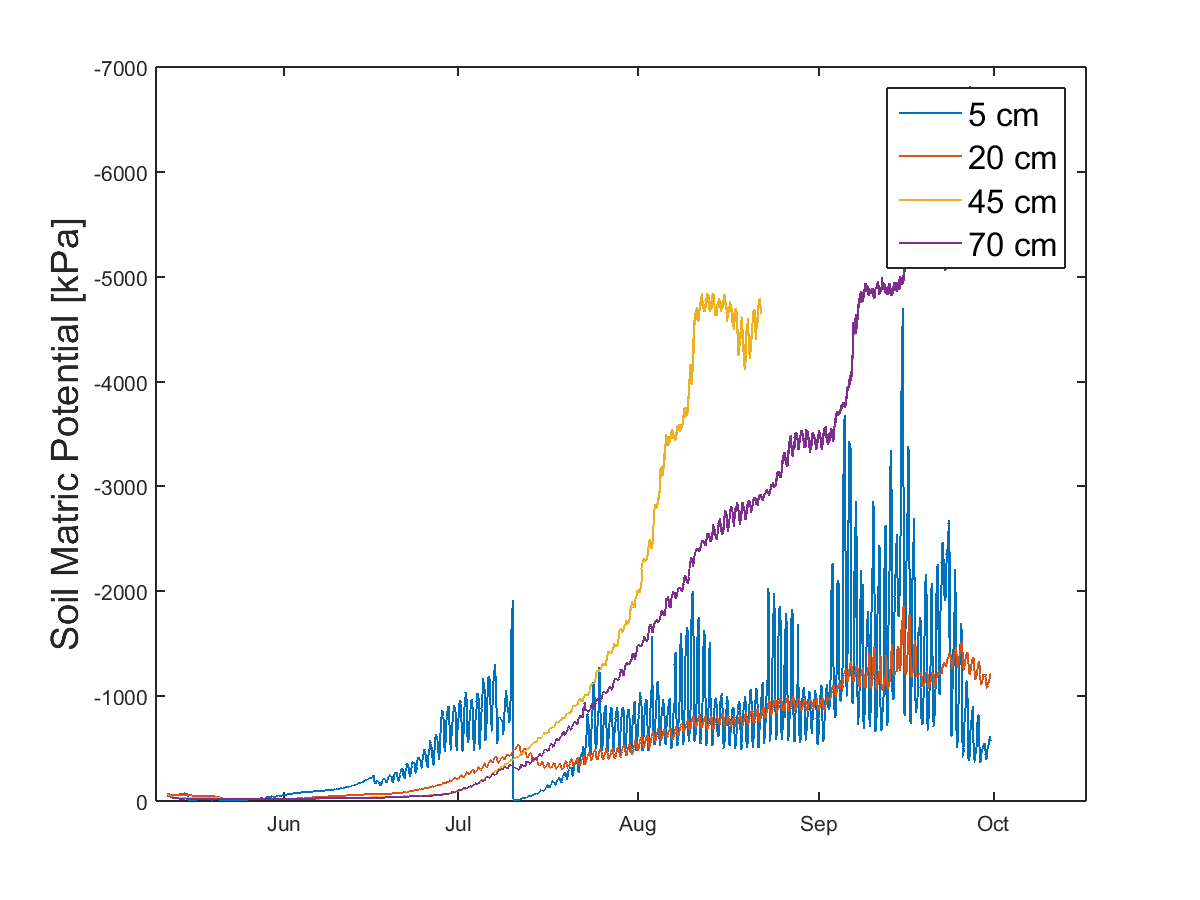 Soil Matric Potential [kPa]
-7000
-6000
-5000
-4000
-3000
-2000
-1000
0
Jun
Jul
Aug
Sep
Oct
5 cm
20 cm
45 cm
70 cm